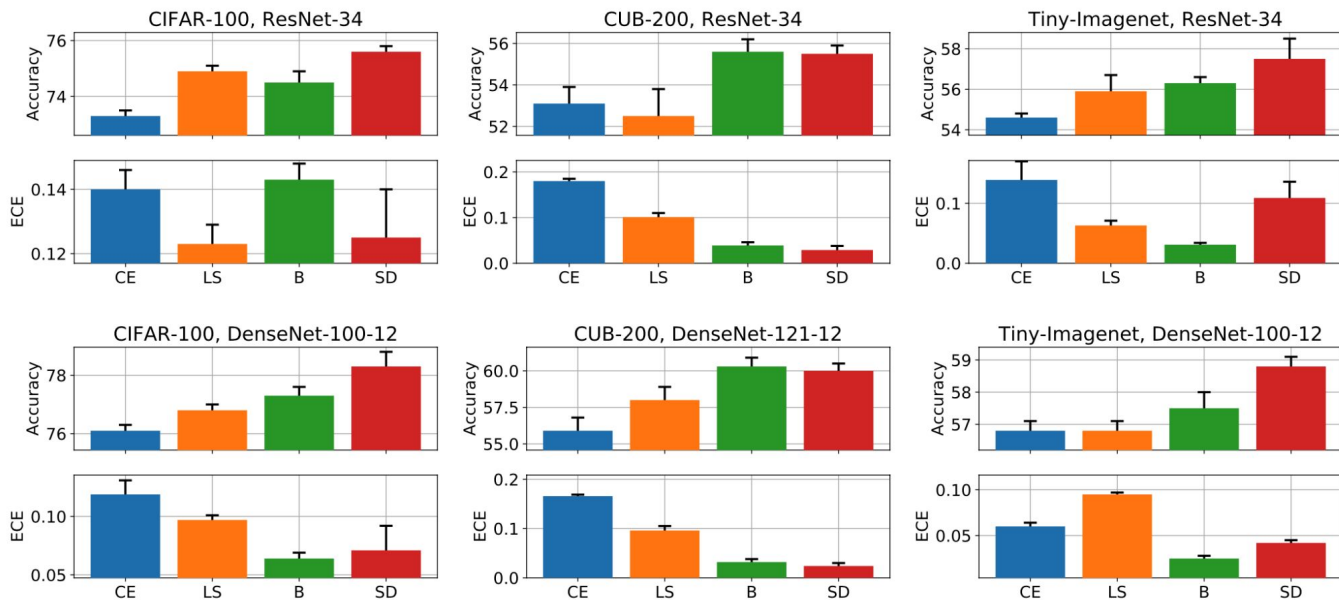 CIFAR-100, ResNet-34
76
74
Accuracy
0.14
0.12
ECE
CE LS B SD
CUB-200, ResNet-34
56
54
52
Accuracy
0.2
0.1
0.0
ECE
CE LS B SD
Tiny-Imagenet, ResNet-34
58
56
54
Accuracy
0.1
0.0
ECE
CE LS B SD
CIFAR-100, DenseNet-100-12
78
76
Accuracy
0.10
0.05
ECE
CE LS B SD
CUB-200, DenseNet-121-12
60.0
57.5
55.0
Accuracy
0.2
0.1
0.0
ECE
CE LS B SD
Tiny-Imagenet, DenseNet-100-12
59
58
57
Accuracy
0.10
0.05
ECE
CE LS B SD